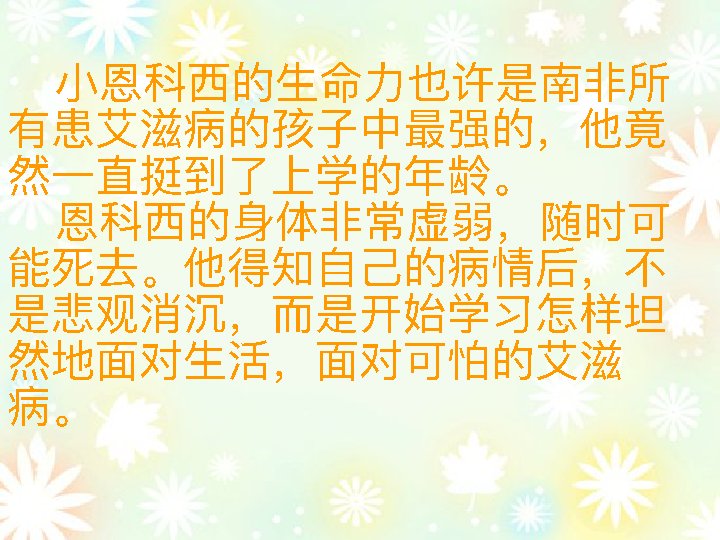 小恩科西的生命力也许是南非所
有患艾滋病的孩子中最强的，他竟
然一直挺到了上学的年龄。
恩科西的身体非常虚弱，随时可
能死去。他得知自己的病情后，不
是悲观消沉，而是开始学习怎样坦
然地面对生活，面对可怕的艾滋
病。